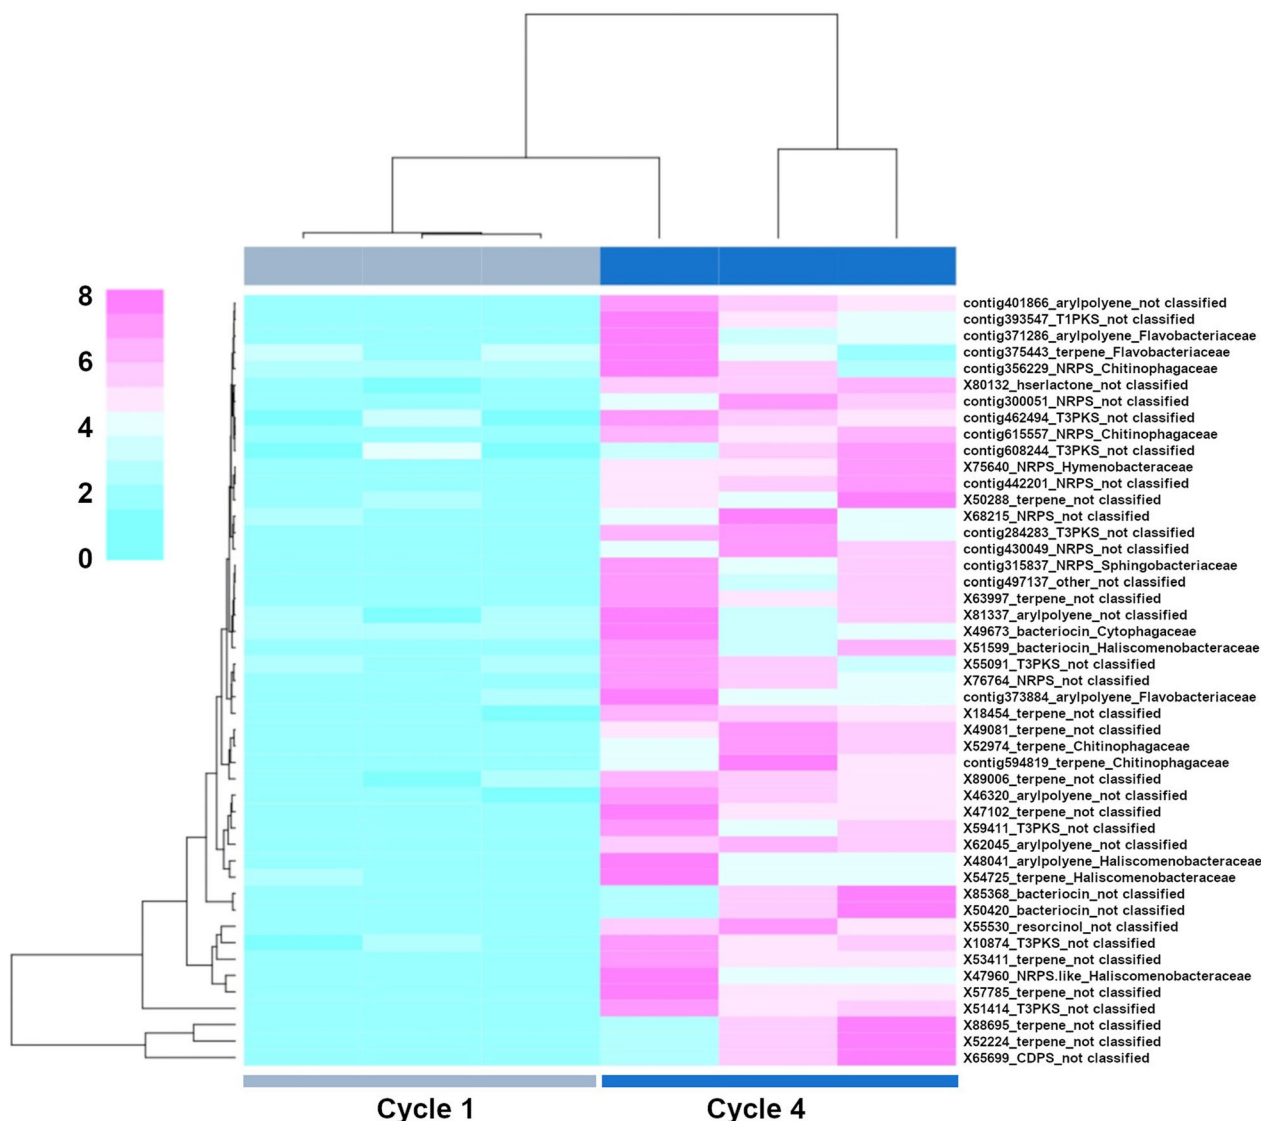 8
6
4
2
0
contig401866_arylpolyene_not classified
contig393547_T1PKS_not classified
contig371286_arylpolyene_Flavobacteriaceae
contig375443_terpene_Flavobacteriaceae
contig356229_NRPS_Chitinophagaceae
X80132_hserlactone_not classified
contig300051_NRPS_not classified
contig462494_T3PKS_not classified
contig615557_NRPS_Chitinophagaceae
contig608244_T3PKS_not classified
X75640_NRPS_Hymenobacteraceae
contig442201_NRPS_not classified
X50288_terpene_not classified
X68215_NRPS_not classified
contig284283_T3PKS_not classified
contig430049_NRPS_not classified
contig315837_NRPS_Sphingobacteriaceae
contig497137_other_not classified
X63997_terpene_not classified
X81337_arylpolyene_not classified
X49673_bacteriocin_Cytophagaceae
X51599_bacteriocin_Haliscomenobacteraceae
X55091_T3PKS_not classified
X76764_NRPS_not classified
contig373884_arylpolyene_Flavobacteriaceae
X18454_terpene_not classified
X49081_terpene_not classified
X52974_terpene_Chitinophagaceae
contig594819_terpene_Chitinophagaceae
X89006_terpene_not classified
X46320_arylpolyene_not classified
X47102_terpene_not classified
X59411_T3PKS_not classified
X62045_arylpolyene_not classified
X48041_arylpolyene_Haliscomenobacteraceae
X54725_terpene_Haliscomenobacteraceae
X85368_bacteriocin_not classified
X50420_bacteriocin_not classified
X55530_resorcinol_not classified
X10874_T3PKS_not classified
X53411_terpene_not classified
X47960_NRPS.like_Haliscomenobacteraceae
X57785_terpene_not classified
X51414_T3PKS_not classified
X88695_terpene_not classified
X52224_terpene_not classified
X65699_CDPS_not classified
Cycle 1
Cycle 4